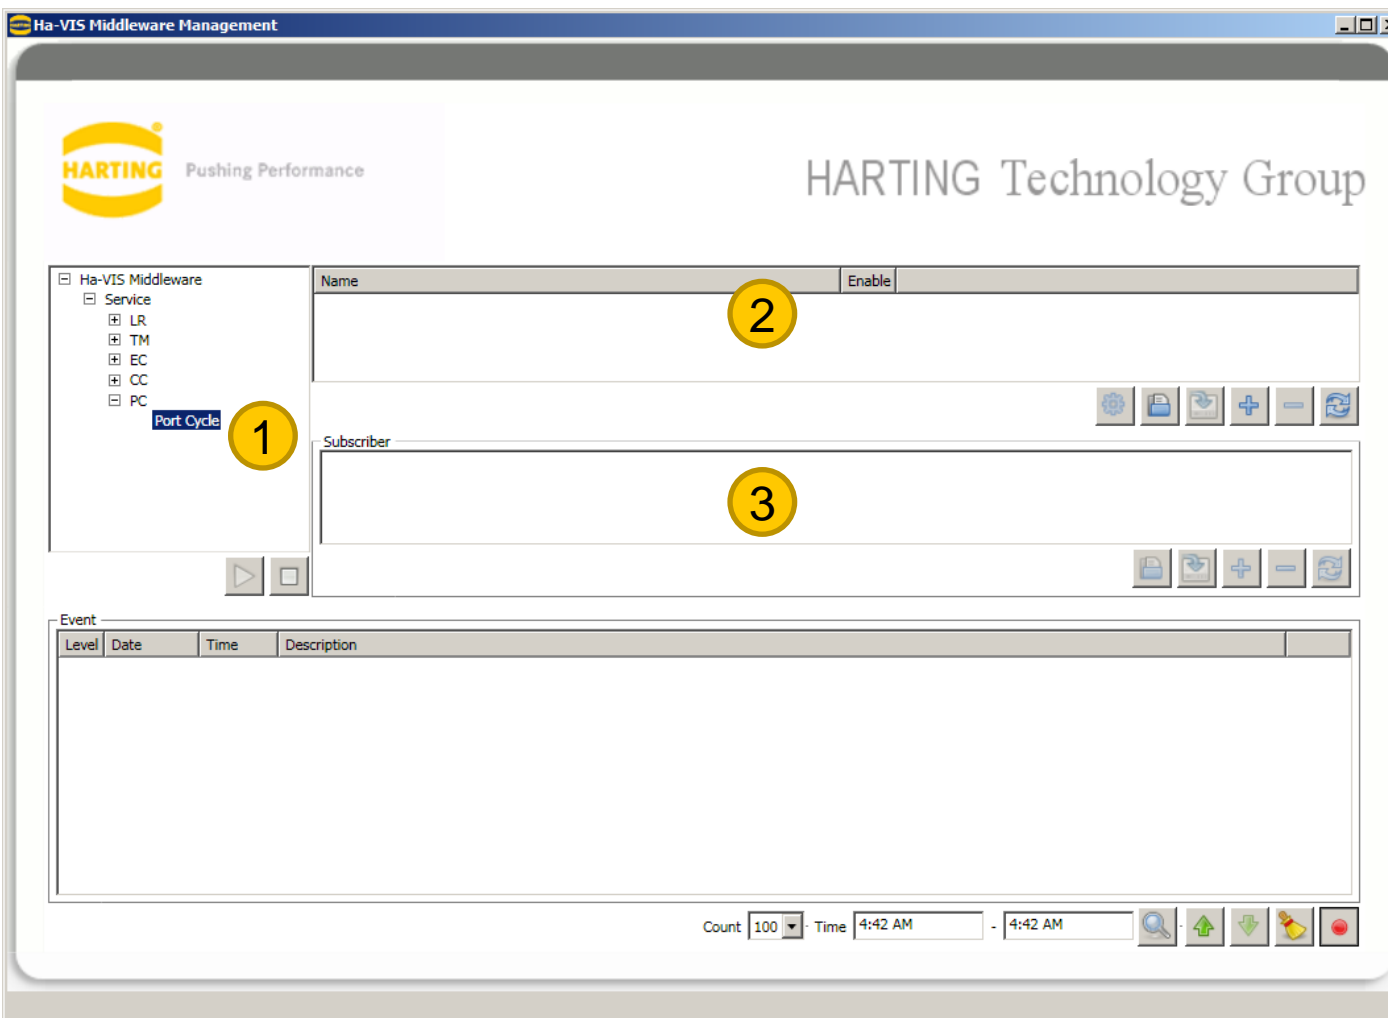 Ha-VIS Middleware Management
HARTING
Pushing Performance
HARTING Technology Group
Ha-VIS Middleware
Service
LR
TM
EC
CC
PC
Port Cycle
1
Name Enable
2
Subscriber
3
Event
Level Date Time Description
Count 100 Time 4:42 AM - 4:42 AM